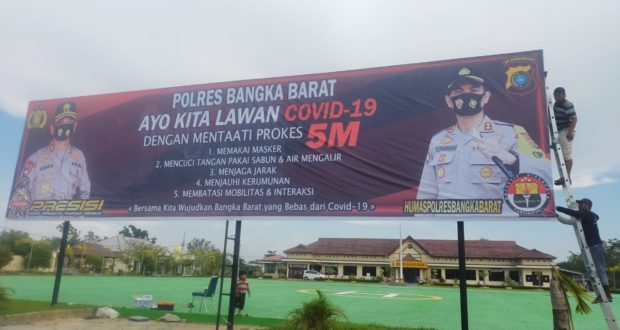 POLRES BANGKA BARAT
AYO KITA LAWAN COVID-19
DENGAN MENTAATI PROKES 5M
1. MEMAKAI MASKER
2. MENCUCI TANGAN PAKAI SABUN & AIR MENGALIR
3. MENJAGA JARAK
4. MENJAUHI KERUMUNAN
5. MEMBATASI MOBILITAS & INTERAKSI
« Bersama Kita Wujudkan Bangka Barat yang Bebas dari Covid-19 »
PRESISI
HUMASPOLRESBANGKABARAT